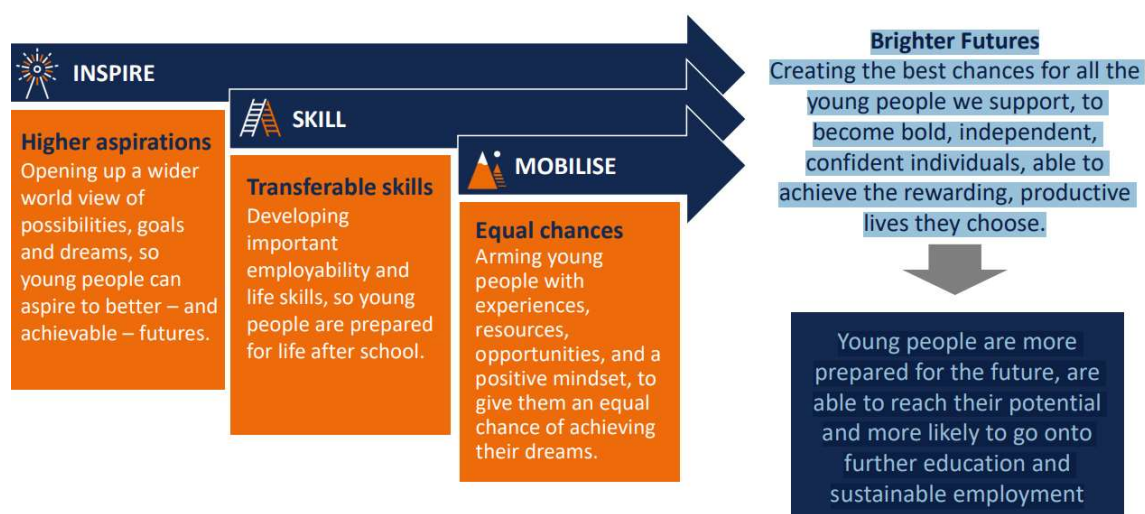 INSPIRE
Higher aspirations
Opening up a wider
world view of
possibilities, goals
and dreams, so
young people can
aspire to better – and
achievable – futures.
SKILL
Transferable skills
Developing
important
employability and
life skills, so young
people are prepared
for life after school.
MOBILISE
Equal chances
Arming young
people with
experiences,
resources,
opportunities, and a
positive mindset, to
give them an equal
chance of achieving
their dreams.
Brighter Futures
Creating the best chances for all the
young people we support, to
become bold, independent,
confident individuals, able to
achieve the rewarding, productive
lives they choose.
Young people are more
prepared for the future, are
able to reach their potential
and more likely to go onto
further education and
sustainable employment